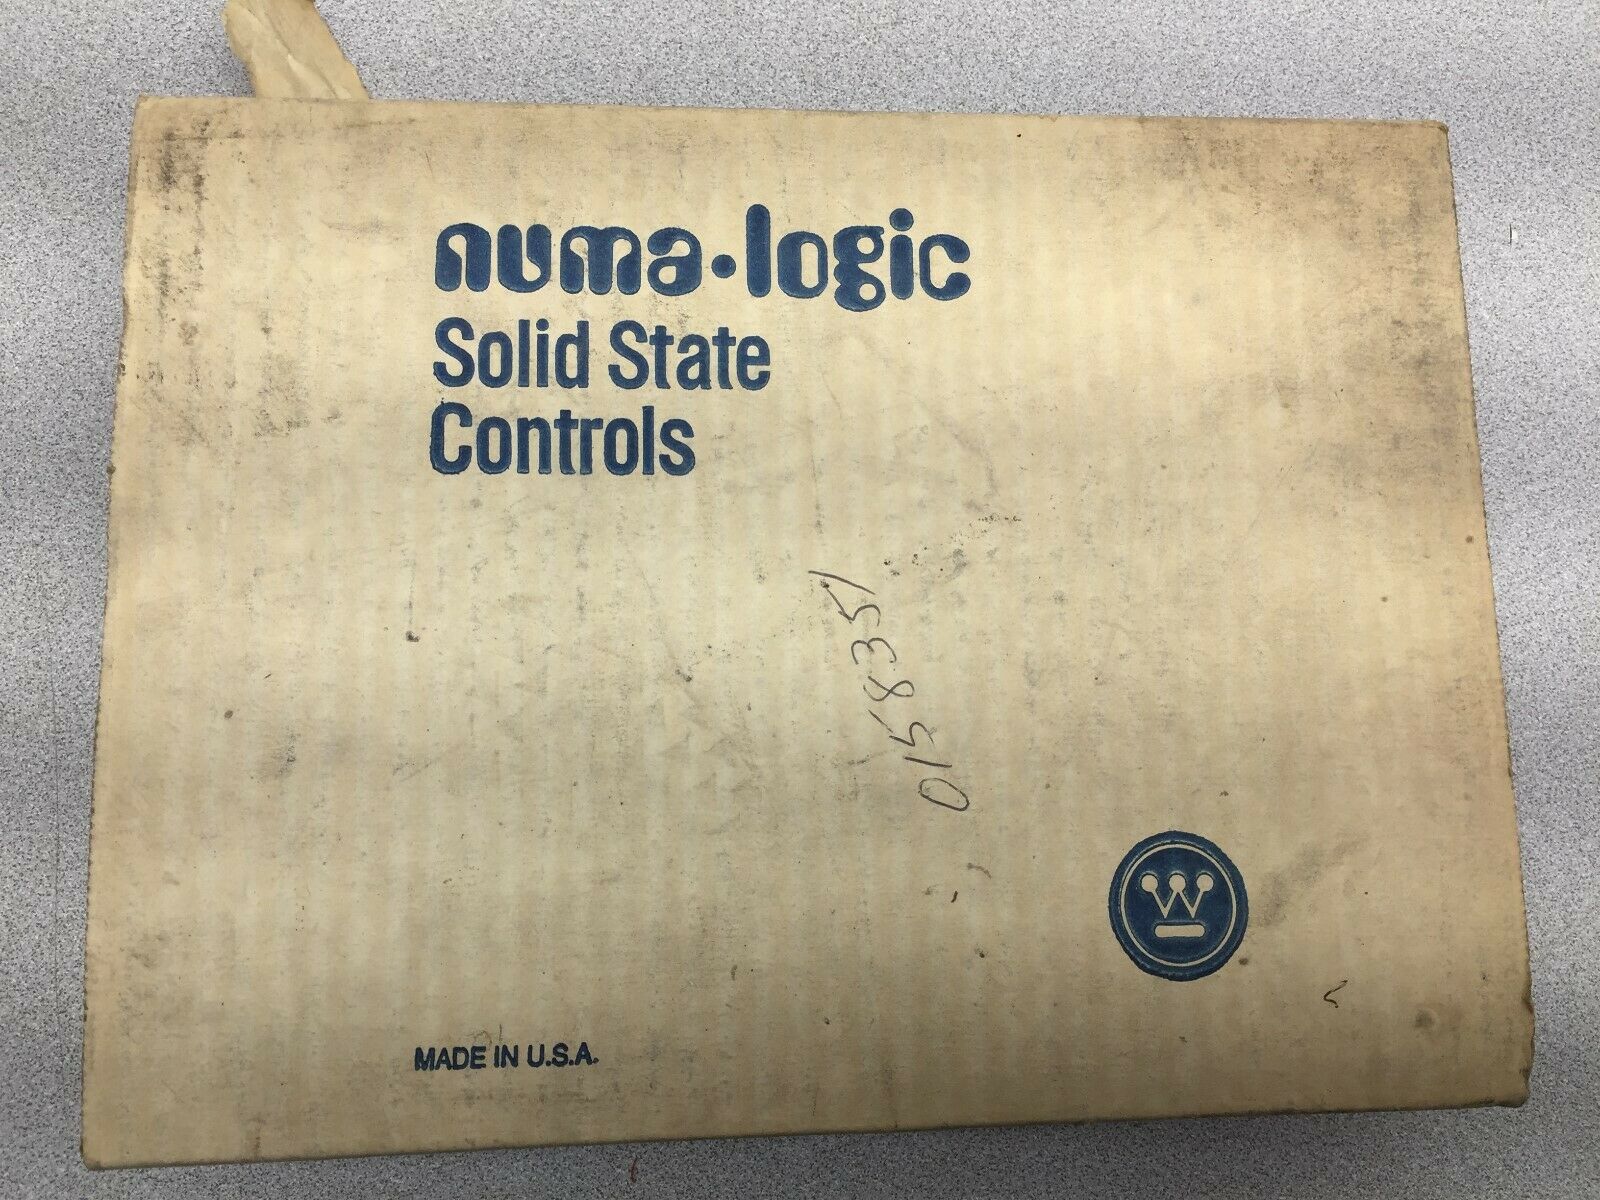 numa·logic
Solid State
Controls
0158351
W
MADE IN U.S.A.